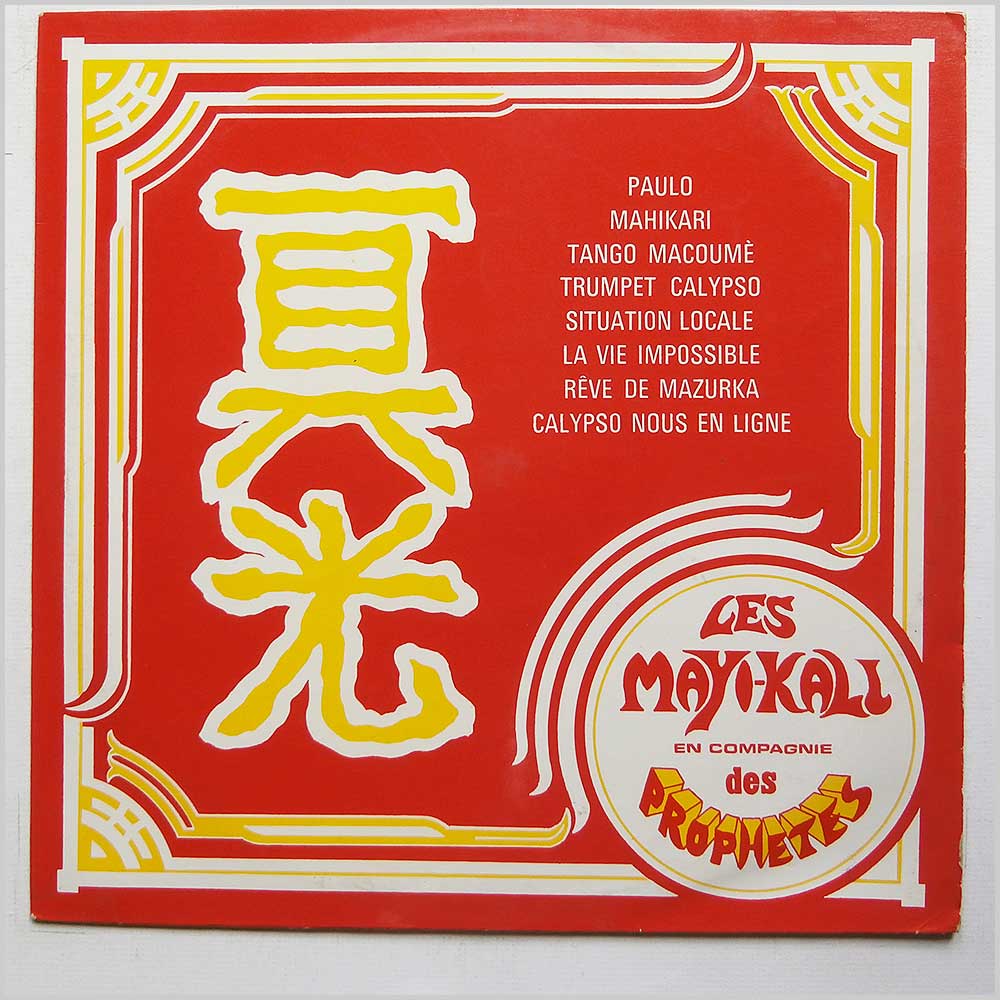 真光
PAULO
MAHIKARI
TANGO MACOUMÈ
TRUMPET CALYPSO
SITUATION LOCALE
LA VIE IMPOSSIBLE
RÊVE DE MAZURKA
CALYPSO NOUS EN LIGNE
LES
MAYI-KALI
EN COMPAGNIE
des
PROPHETES